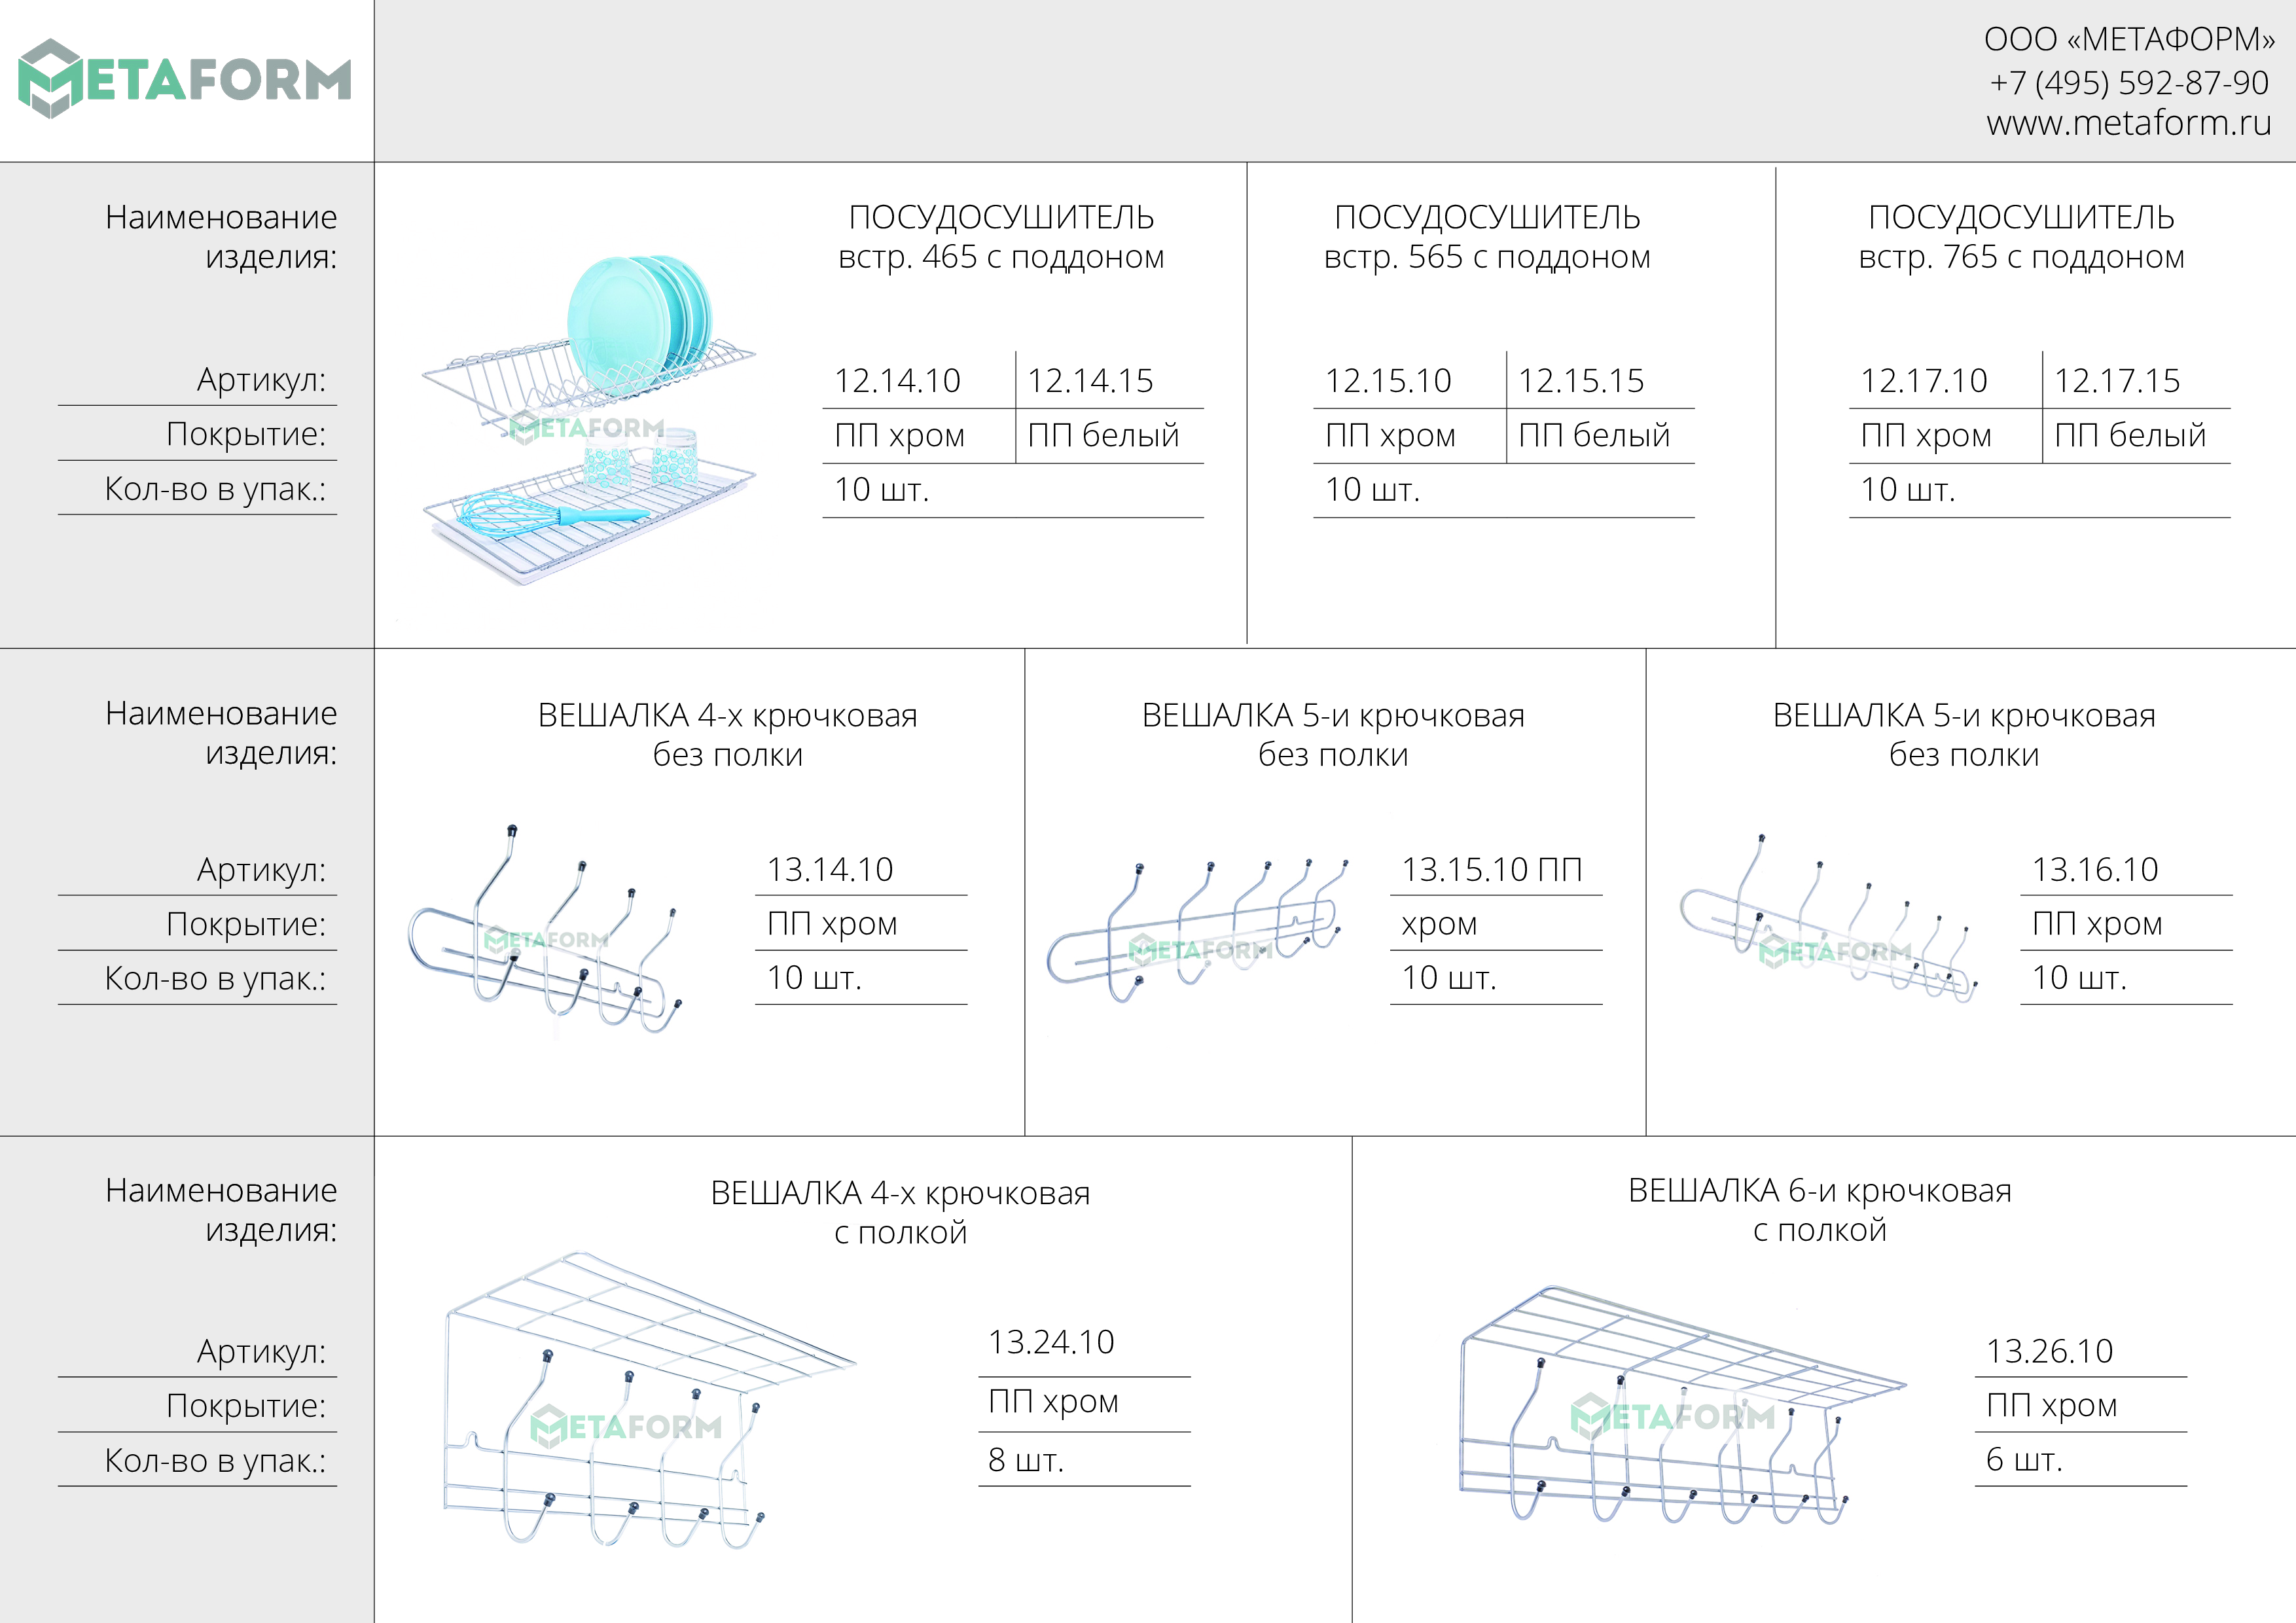 METAFORM
ООО «МЕТАФОРМ»
+7 (495) 592-87-90
www.metaform.ru
Наименование
изделия:
Артикул:
Покрытие:
Кол-во в упак.:
METAFORM
ПОСУДОСУШИТЕЛЬ
встр. 465 с поддоном
12.14.10 12.14.15
ПП хром ПП белый
10 шт.
ПОСУДОСУШИТЕЛЬ
встр. 565 с поддоном
12.15.10 12.15.15
ПП хром ПП белый
10 шт.
ПОСУДОСУШИТЕЛЬ
встр. 765 с поддоном
12.17.10 12.17.15
ПП хром ПП белый
10 шт.
Наименование
изделия:
Артикул:
Покрытие:
Кол-во в упак.:
ВЕШАЛКА 4-х крючковая
без полки
METAFORM
13.14.10
ПП хром
10 шт.
ВЕШАЛКА 5-и крючковая
без полки
METAFORM
13.15.10 ПП
хром
10 шт.
ВЕШАЛКА 5-и крючковая
без полки
METAFORM
13.16.10
ПП хром
10 шт.
Наименование
изделия:
Артикул:
Покрытие:
Кол-во в упак.:
ВЕШАЛКА 4-х крючковая
с полкой
METAFORM
13.24.10
ПП хром
8 шт.
ВЕШАЛКА 6-и крючковая
с полкой
METAFORM
13.26.10
ПП хром
6 шт.